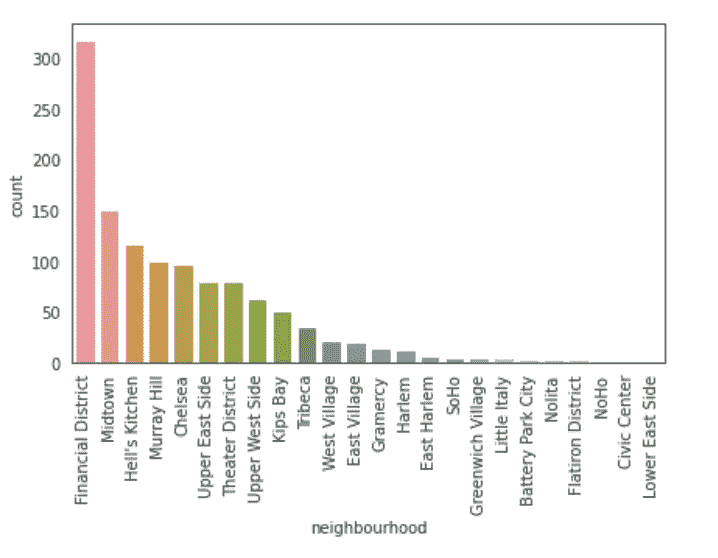 300
250
200
150
100
50
0
count
Financial District
Midtown
Hell's Kitchen
Murray Hill
Chelsea
Upper East Side
Theater District
Upper West Side
Kips Bay
Tribeca
West Village
East Village
Gramercy
Harlem
East Harlem
SoHo
Greenwich Village
Little Italy
Battery Park City
Nolita
Flatiron District
NoHo
Civic Center
Lower East Side
neighbourhood